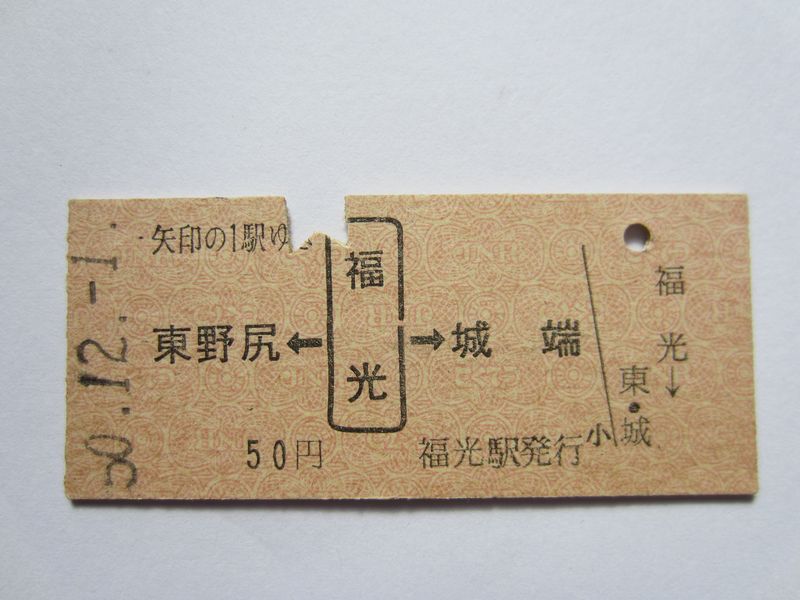 50.12.-1.
矢印の1駅ゆき
東野尻←福光→城端
50円
福光駅発行
小
福光↓
東・城